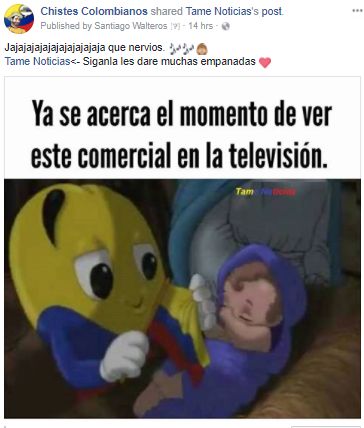 Chistes Colombianos shared Tame Noticias's post.
Published by Santiago Walteros [?] · 14 hrs ·
Jajajajajajajajajajajaja que nervios.
Tame Noticias<- Siganla les dare muchas empanadas
Ya se acerca el momento de ver
este comercial en la televisión.
Tame Noticias